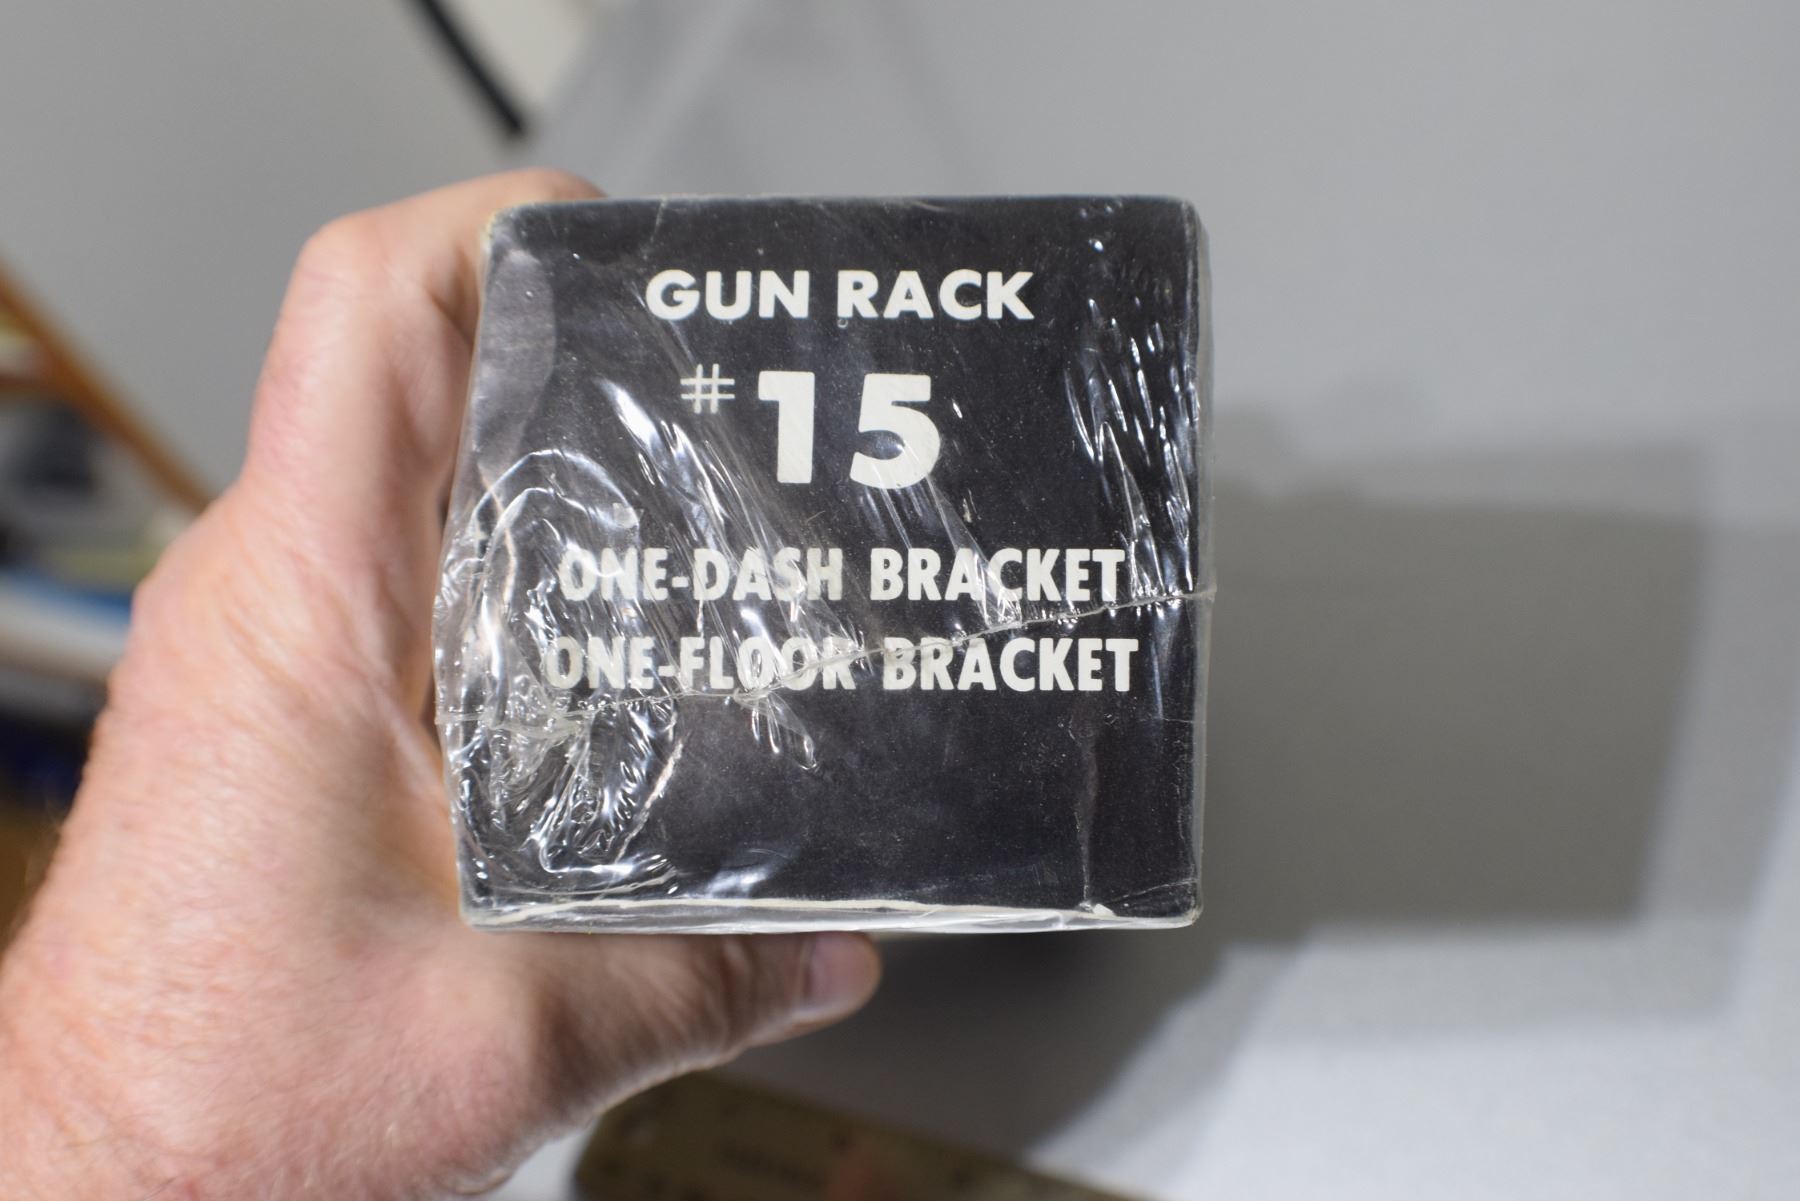 GUN RACK
#15
ONE-DASH BRACKET
ONE-FLOOR BRACKET